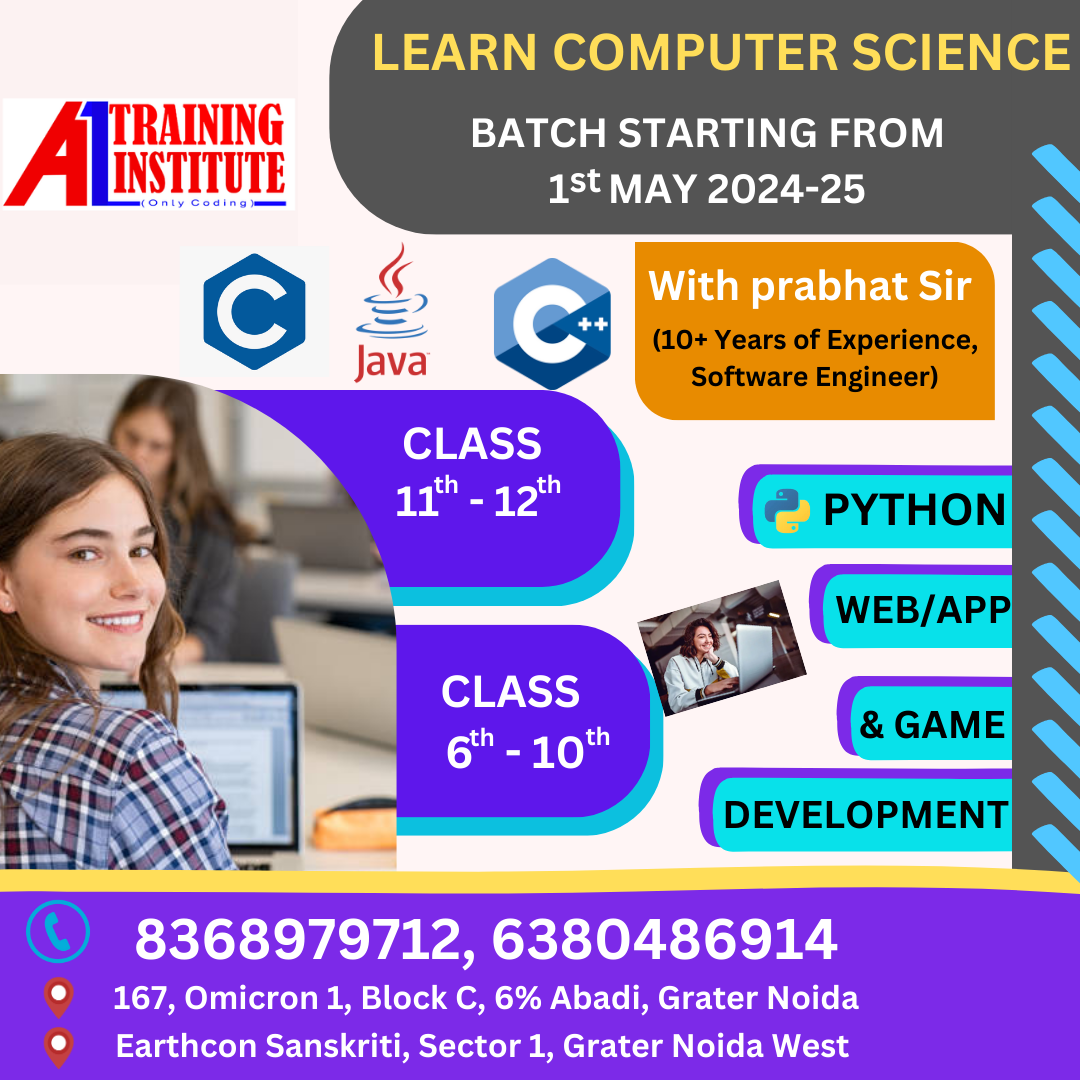 LEARN COMPUTER SCIENCE
BATCH STARTING FROM
1st MAY 2024-25
A1 TRAINING
INSTITUTE
(Only Coding)
C
Java
C++
With prabhat Sir
(10+ Years of Experience,
Software Engineer)
CLASS
11th - 12th
CLASS
6th - 10th
PYTHON
WEB/APP
& GAME
DEVELOPMENT
8368979712, 6380486914
167, Omicron 1, Block C, 6% Abadi, Grater Noida
Earthcon Sanskriti, Sector 1, Grater Noida West